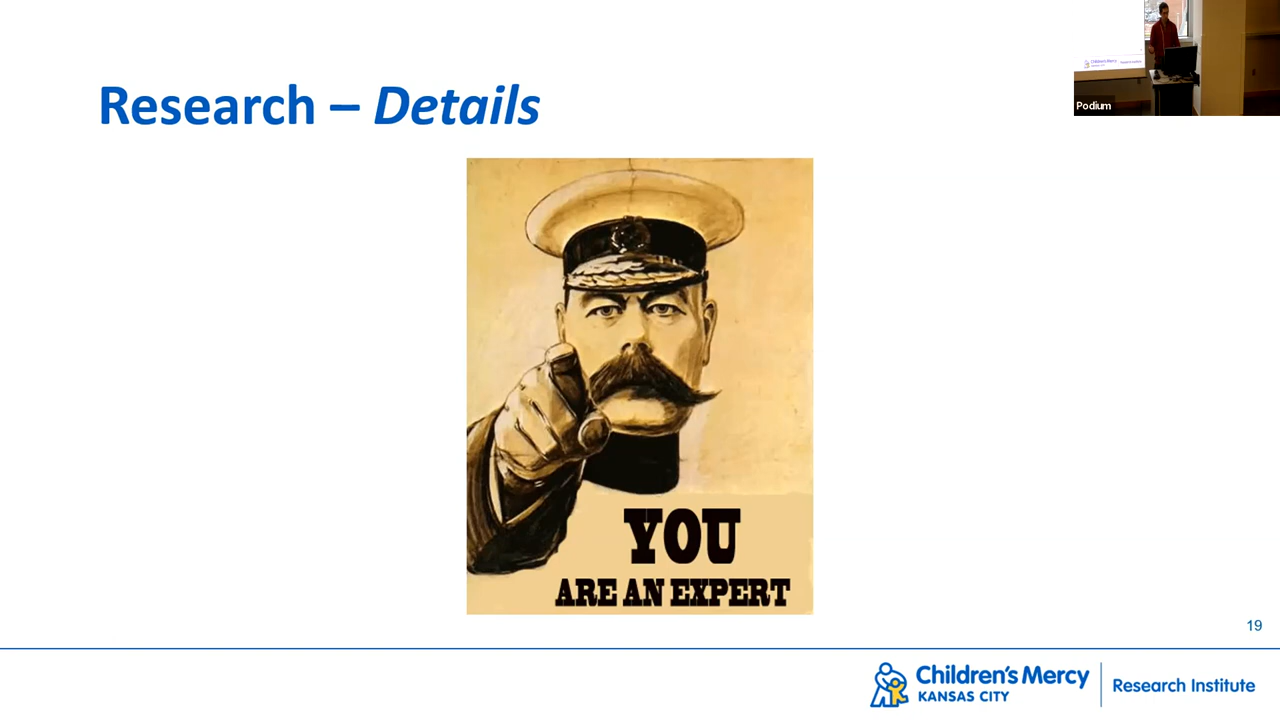 Research – Details
Podium
YOU
ARE AN EXPERT
19
Children's Mercy
KANSAS CITY
Research Institute